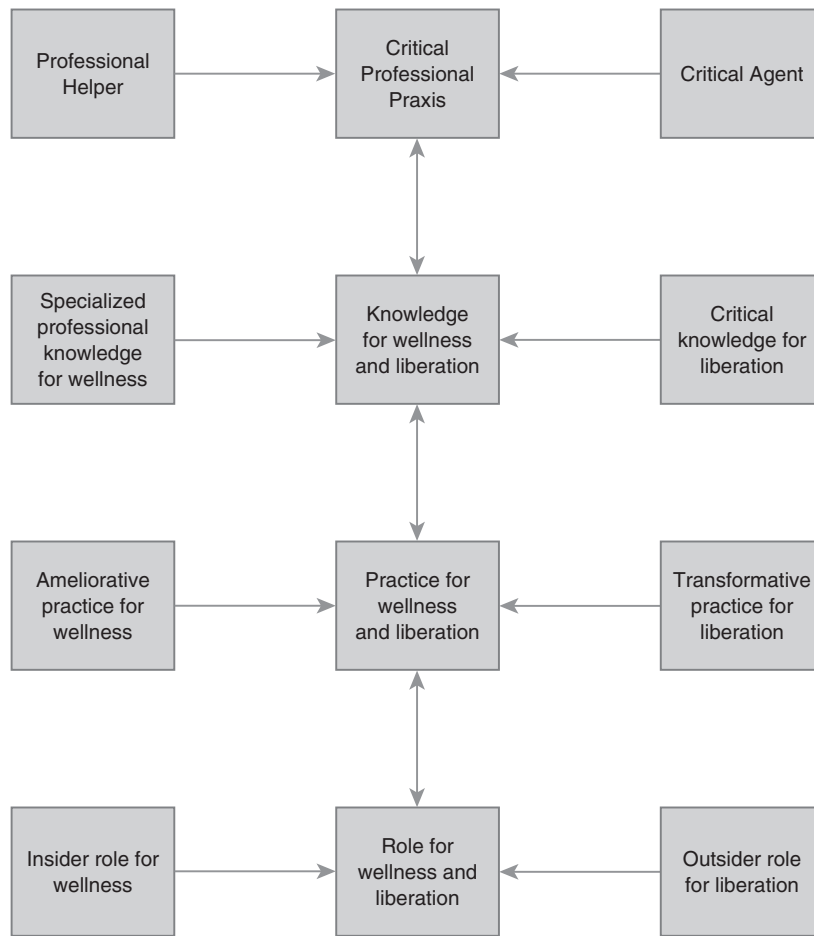 Professional
Helper
Critical
Professional
Praxis
Critical Agent
Specialized
professional
knowledge
for wellness
Knowledge
for wellness
and liberation
Critical
knowledge for
liberation
Ameliorative
practice for
wellness
Practice for
wellness
and liberation
Transformative
practice for
liberation
Insider role for
wellness
Role for
wellness and
liberation
Outsider role
for liberation